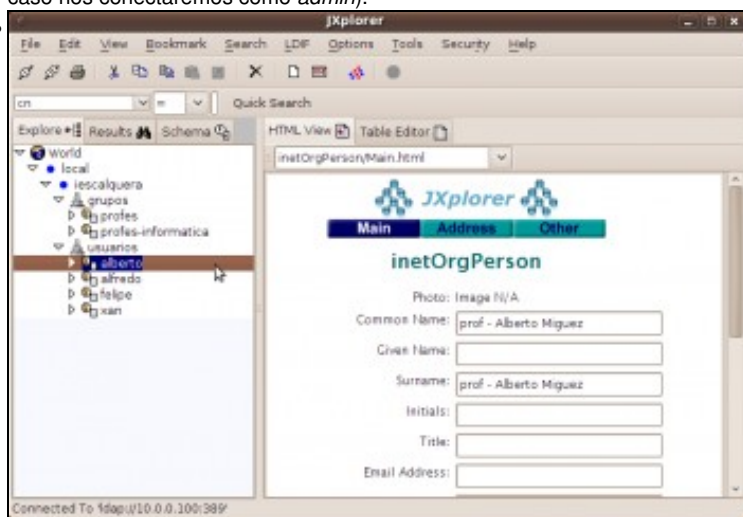 caso nos conectaremos como admin).
JXplorer
File Edit View Bookmark Search LDIF Options Tools Security Help
cn = Quick Search
Explore Results Schema HTML View Table Editor
World
local
iescalquera
grupos
profes
profes-informatica
usuarios
alberto
alfredo
felipe
xan
inetOrgPerson/Main.html
JXplorer
Main Address Other
inetOrgPerson
Photo: Image N/A
Common Name: prof - Alberto Miguez
Given Name:
Surname: prof - Alberto Miguez
Initials:
Title:
Email Address:
Connected To 'ldap://10.0.0.100:389'